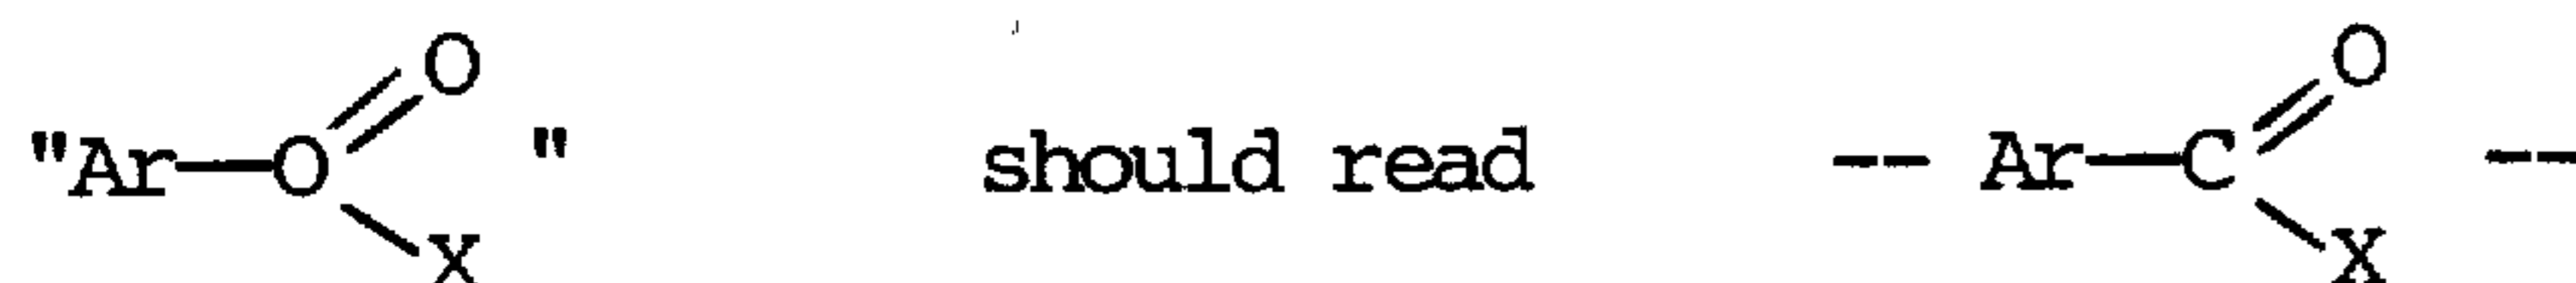 O O
"Ar—O " should read -- Ar—C --
X X